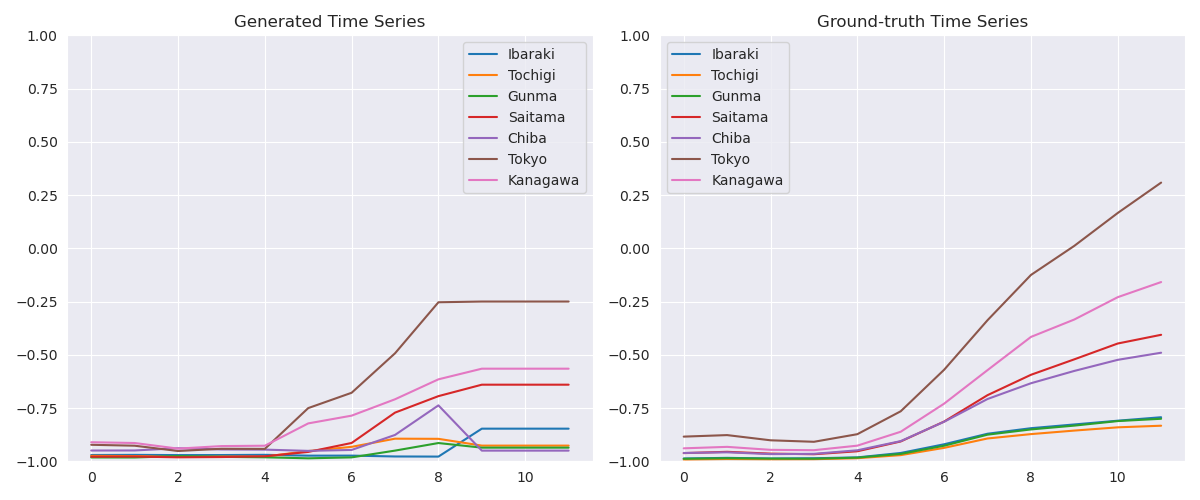 Generated Time Series
1.00
0.75
0.50
0.25
0.00
−0.25
−0.50
−0.75
−1.00
0 2 4 6 8 10
Ibaraki
Tochigi
Gunma
Saitama
Chiba
Tokyo
Kanagawa
Ground-truth Time Series
1.00
0.75
0.50
0.25
0.00
−0.25
−0.50
−0.75
−1.00
0 2 4 6 8 10
Ibaraki
Tochigi
Gunma
Saitama
Chiba
Tokyo
Kanagawa